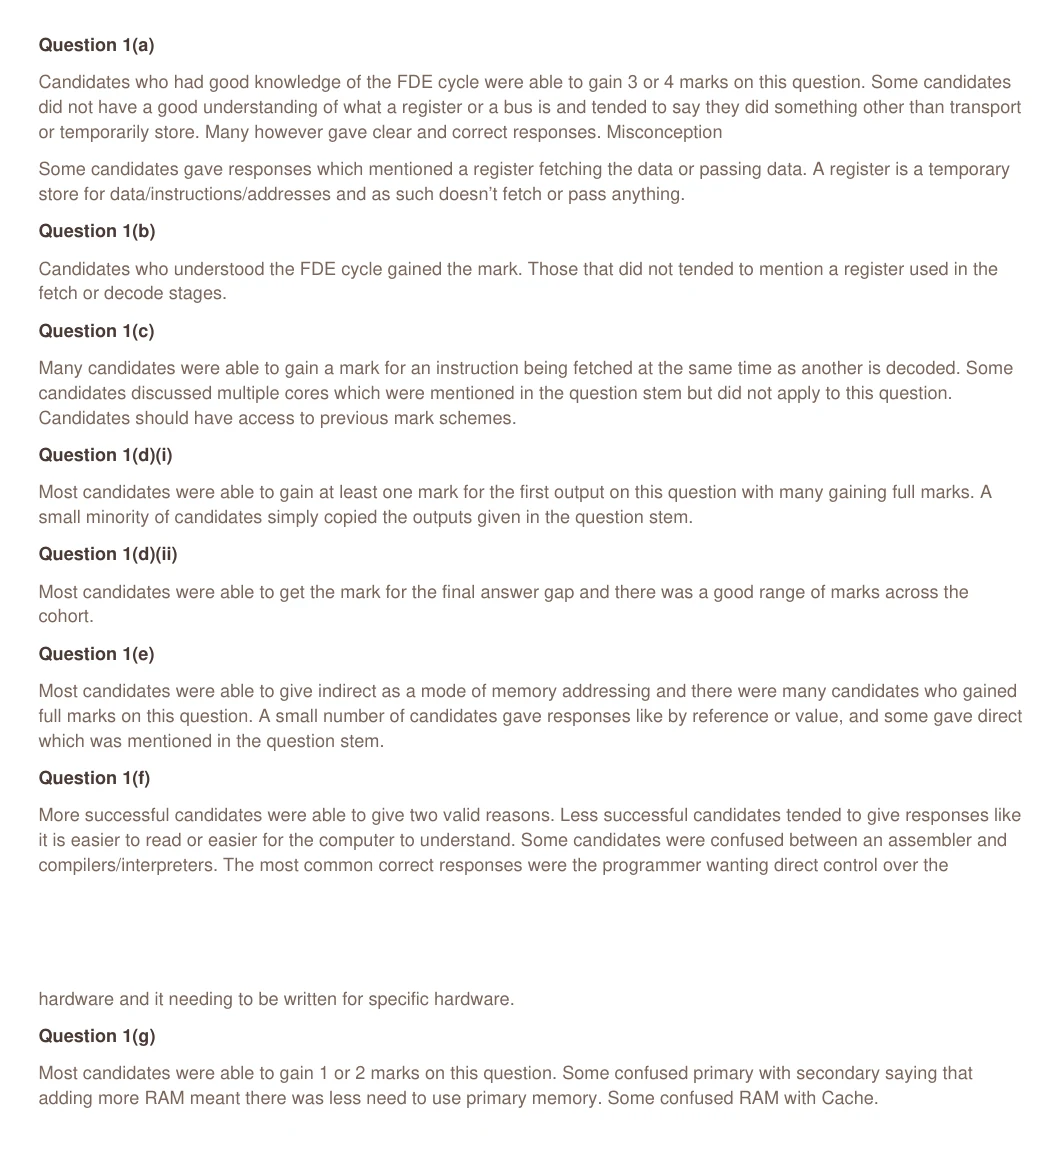 Question 1(a)
Candidates who had good knowledge of the FDE cycle were able to gain 3 or 4 marks on this question. Some candidates
did not have a good understanding of what a register or a bus is and tended to say they did something other than transport
or temporarily store. Many however gave clear and correct responses. Misconception
Some candidates gave responses which mentioned a register fetching the data or passing data. A register is a temporary
store for data/instructions/addresses and as such doesn't fetch or pass anything.
Question 1(b)
Candidates who understood the FDE cycle gained the mark. Those that did not tended to mention a register used in the
fetch or decode stages.
Question 1(c)
Many candidates were able to gain a mark for an instruction being fetched at the same time as another is decoded. Some
candidates discussed multiple cores which were mentioned in the question stem but did not apply to this question.
Candidates should have access to previous mark schemes.
Question 1(d)(i)
Most candidates were able to gain at least one mark for the first output on this question with many gaining full marks. A
small minority of candidates simply copied the outputs given in the question stem.
Question 1(d)(ii)
Most candidates were able to get the mark for the final answer gap and there was a good range of marks across the
cohort.
Question 1(e)
Most candidates were able to give indirect as a mode of memory addressing and there were many candidates who gained
full marks on this question. A small number of candidates gave responses like by reference or value, and some gave direct
which was mentioned in the question stem.
Question 1(f)
More successful candidates were able to give two valid reasons. Less successful candidates tended to give responses like
it is easier to read or easier for the computer to understand. Some candidates were confused between an assembler and
compilers/interpreters. The most common correct responses were the programmer wanting direct control over the
hardware and it needing to be written for specific hardware.
Question 1(g)
Most candidates were able to gain 1 or 2 marks on this question. Some confused primary with secondary saying that
adding more RAM meant there was less need to use primary memory. Some confused RAM with Cache.